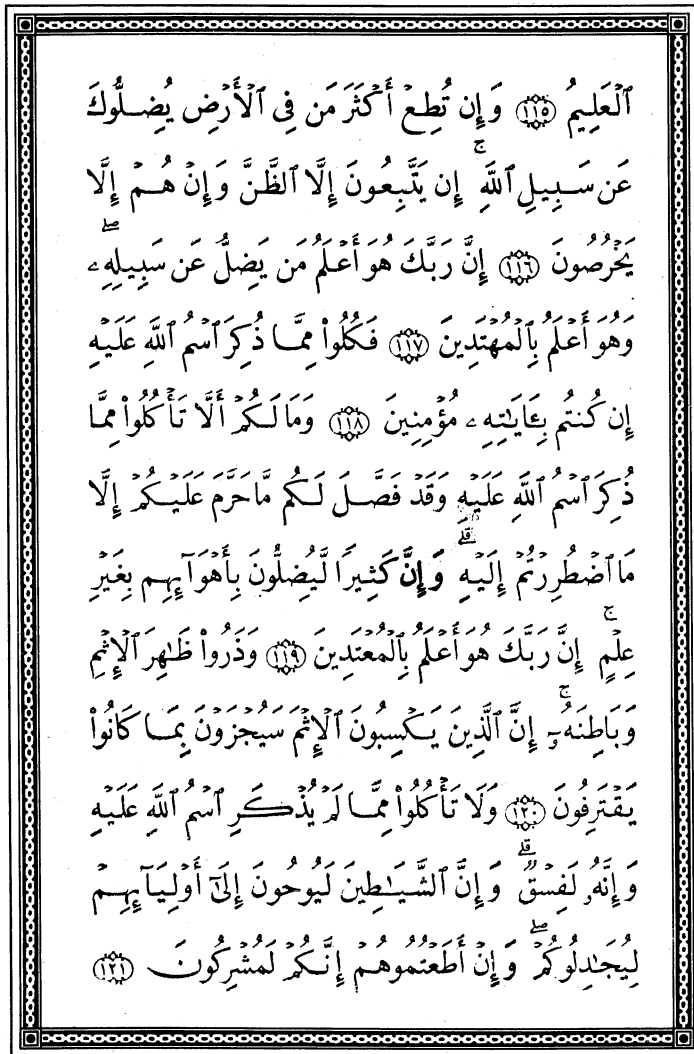 ٱلۡعَلِيمُ ١١٥ وَإِن تُطِعۡ أَكۡثَرَ مَن فِي ٱلۡأَرۡضِ يُضِلُّوكَ
عَن سَبِيلِ ٱللَّهِۚ إِن يَتَّبِعُونَ إِلَّا ٱلظَّنَّ وَإِنۡ هُمۡ إِلَّا
يَخۡرُصُونَ ١١٦ إِنَّ رَبَّكَ هُوَ أَعۡلَمُ مَن يَضِلُّ عَن سَبِيلِهِۦۖ
وَهُوَ أَعۡلَمُ بِٱلۡمُهۡتَدِينَ ١١٧ فَكُلُواْ مِمَّا ذُكِرَ ٱسۡمُ ٱللَّهِ عَلَيۡهِ
إِن كُنتُم بِـَٔايَٰتِهِۦ مُؤۡمِنِينَ ١١٨ وَمَا لَكُمۡ أَلَّا تَأۡكُلُواْ مِمَّا
ذُكِرَ ٱسۡمُ ٱللَّهِ عَلَيۡهِ وَقَدۡ فَصَّلَ لَكُم مَّا حَرَّمَ عَلَيۡكُمۡ إِلَّا
مَا ٱضۡطُرِرۡتُمۡ إِلَيۡهِۗ وَإِنَّ كَثِيرٗا لَّيُضِلُّونَ بِأَهۡوَآئِهِم بِغَيۡرِ
عِلۡمٍۚ إِنَّ رَبَّكَ هُوَ أَعۡلَمُ بِٱلۡمُعۡتَدِينَ ١١٩ وَذَرُواْ ظَٰهِرَ ٱلۡإِثۡمِ
وَبَاطِنَهُۥٓۚ إِنَّ ٱلَّذِينَ يَكۡسِبُونَ ٱلۡإِثۡمَ سَيُجۡزَوۡنَ بِمَا كَانُواْ
يَقۡتَرِفُونَ ١٢٠ وَلَا تَأۡكُلُواْ مِمَّا لَمۡ يُذۡكَرِ ٱسۡمُ ٱللَّهِ عَلَيۡهِ
وَإِنَّهُۥ لَفِسۡقٞۗ وَإِنَّ ٱلشَّيَٰطِينَ لَيُوحُونَ إِلَىٰٓ أَوۡلِيَآئِهِمۡ
لِيُجَٰدِلُوكُمۡۖ وَإِنۡ أَطَعۡتُمُوهُمۡ إِنَّكُمۡ لَمُشۡرِكُونَ ١٢١